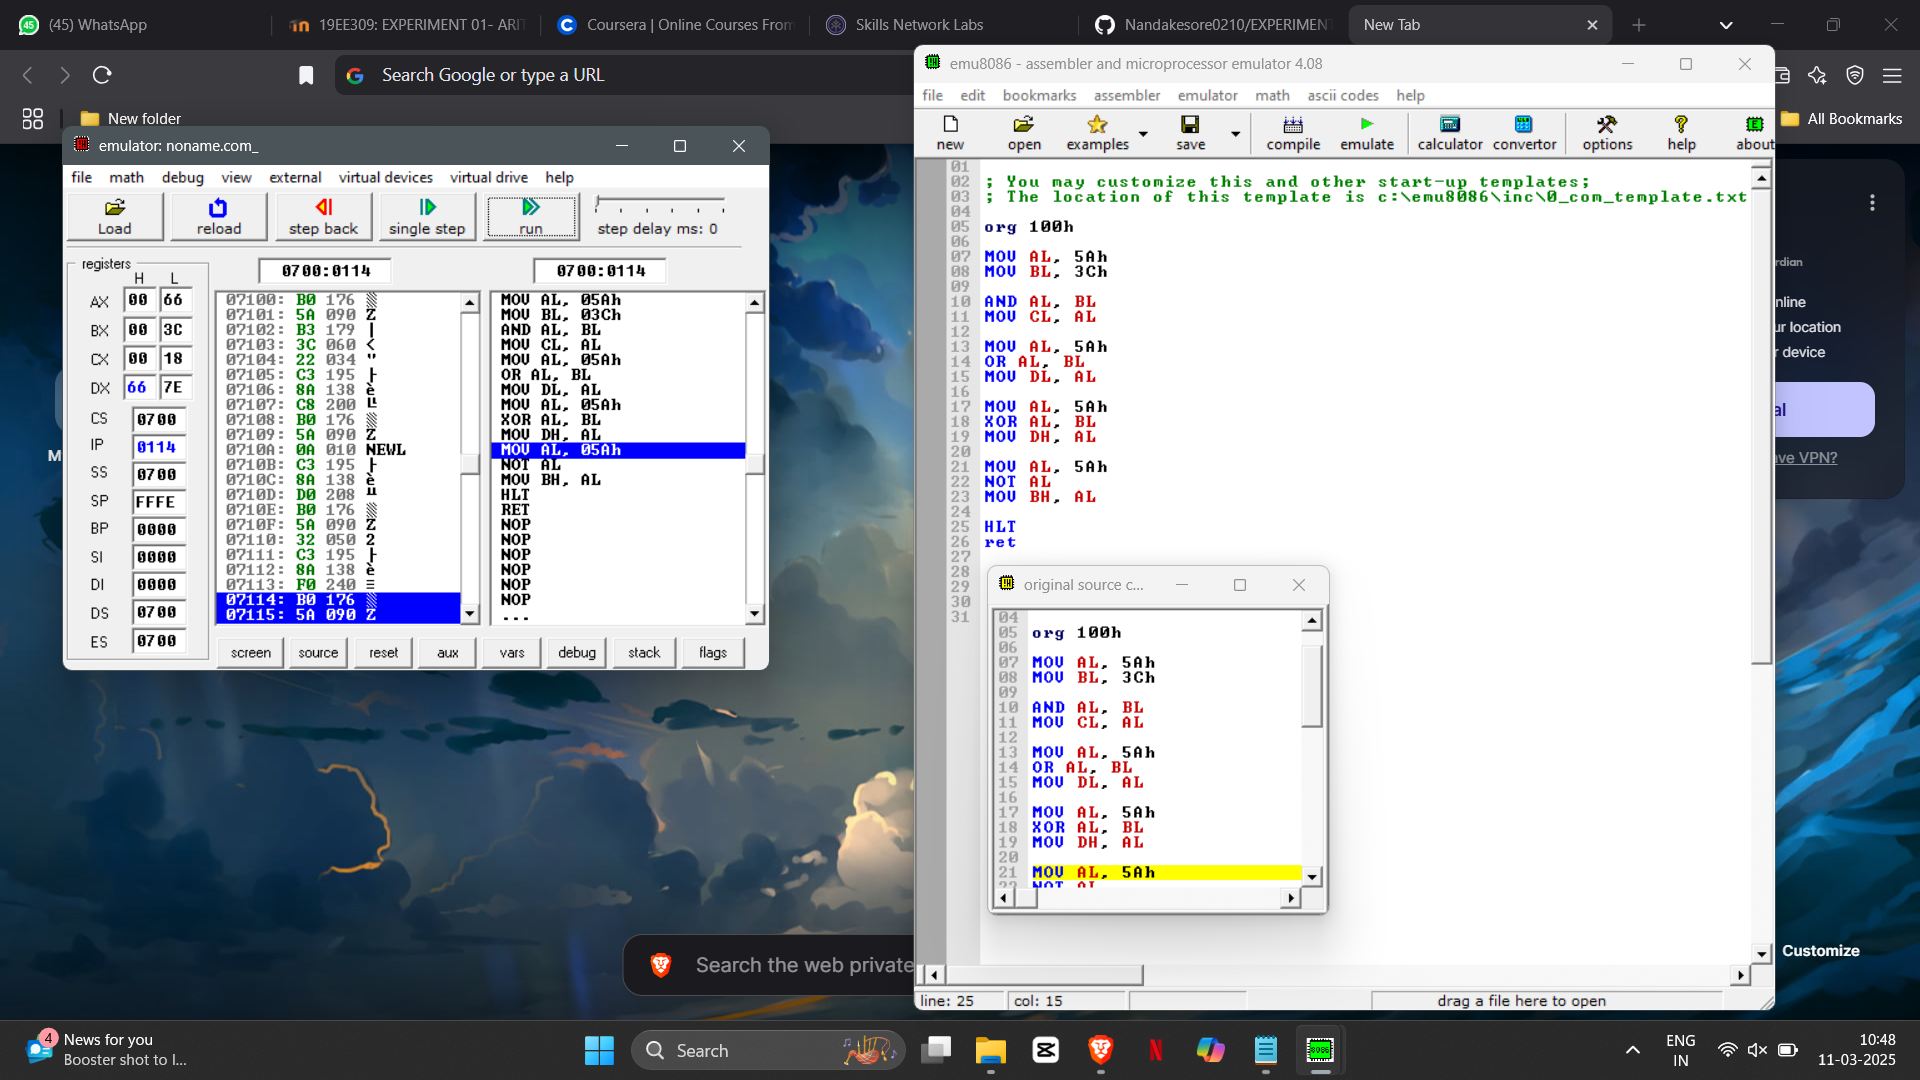 (45) WhatsApp
19EE309: EXPERIMENT 01- ARIT
Coursera | Online Courses From
Skills Network Labs
Nandakesore0210/EXPERIMENT
New Tab
Search Google or type a URL
New folder
All Bookmarks
emulator: noname.com_
file math debug view external virtual devices virtual drive help
Load reload step back single step run step delay ms: 0
registers
H L
AX 00 66
BX 00 3C
CX 00 18
DX 66 7E
CS 0700
IP 0114
SS 0700
SP FFFE
BP 0000
SI 0000
DI 0000
DS 0700
ES 0700
0700:0114 0700:0114
07100: B0 176 ▒
07101: 5A 090 Z
07102: B3 179 |
07103: 3C 060 <
07104: 22 034 "
07105: C3 195 ├
07106: 8A 138 è
07107: C8 200 ╚
07108: B0 176 ▒
07109: 5A 090 Z
0710A: 0A 010 NEWL
0710B: C3 195 ├
0710C: 8A 138 è
0710D: D0 208 ╨
0710E: B0 176 ▒
0710F: 5A 090 Z
07110: 32 050 2
07111: C3 195 ├
07112: 8A 138 è
07113: F0 240 ≡
07114: B0 176 ▒
07115: 5A 090 Z
MOV AL, 05Ah
MOV BL, 03Ch
AND AL, BL
MOV CL, AL
MOV AL, 05Ah
OR AL, BL
MOV DL, AL
MOV AL, 05Ah
XOR AL, BL
MOV DH, AL
MOV AL, 05Ah
NOT AL
MOV BH, AL
HLT
RET
NOP
NOP
NOP
NOP
NOP
NOP
...
screen source reset aux vars debug stack flags
emu8086 - assembler and microprocessor emulator 4.08
file edit bookmarks assembler emulator math ascii codes help
new open examples save compile emulate calculator convertor options help about
01
02 ; You may customize this and other start-up templates;
03 ; The location of this template is c:\emu8086\inc\0_com_template.txt
04
05 org 100h
06
07 MOV AL, 5Ah
08 MOV BL, 3Ch
09
10 AND AL, BL
11 MOV CL, AL
12
13 MOV AL, 5Ah
14 OR AL, BL
15 MOV DL, AL
16
17 MOV AL, 5Ah
18 XOR AL, BL
19 MOV DH, AL
20
21 MOV AL, 5Ah
22 NOT AL
23 MOV BH, AL
24
25 HLT
26 ret
27
28
29
30
31
original source c...
04
05 org 100h
06
07 MOV AL, 5Ah
08 MOV BL, 3Ch
09
10 AND AL, BL
11 MOV CL, AL
12
13 MOV AL, 5Ah
14 OR AL, BL
15 MOV DL, AL
16
17 MOV AL, 5Ah
18 XOR AL, BL
19 MOV DH, AL
20
21 MOV AL, 5Ah
22 NOT AL
line: 25 col: 15 drag a file here to open
rdian
nline
ur location
r device
al
ave VPN?
M
Search the web private
Customize
4
News for you
Booster shot to l...
Search
ENG
IN
10:48
11-03-2025